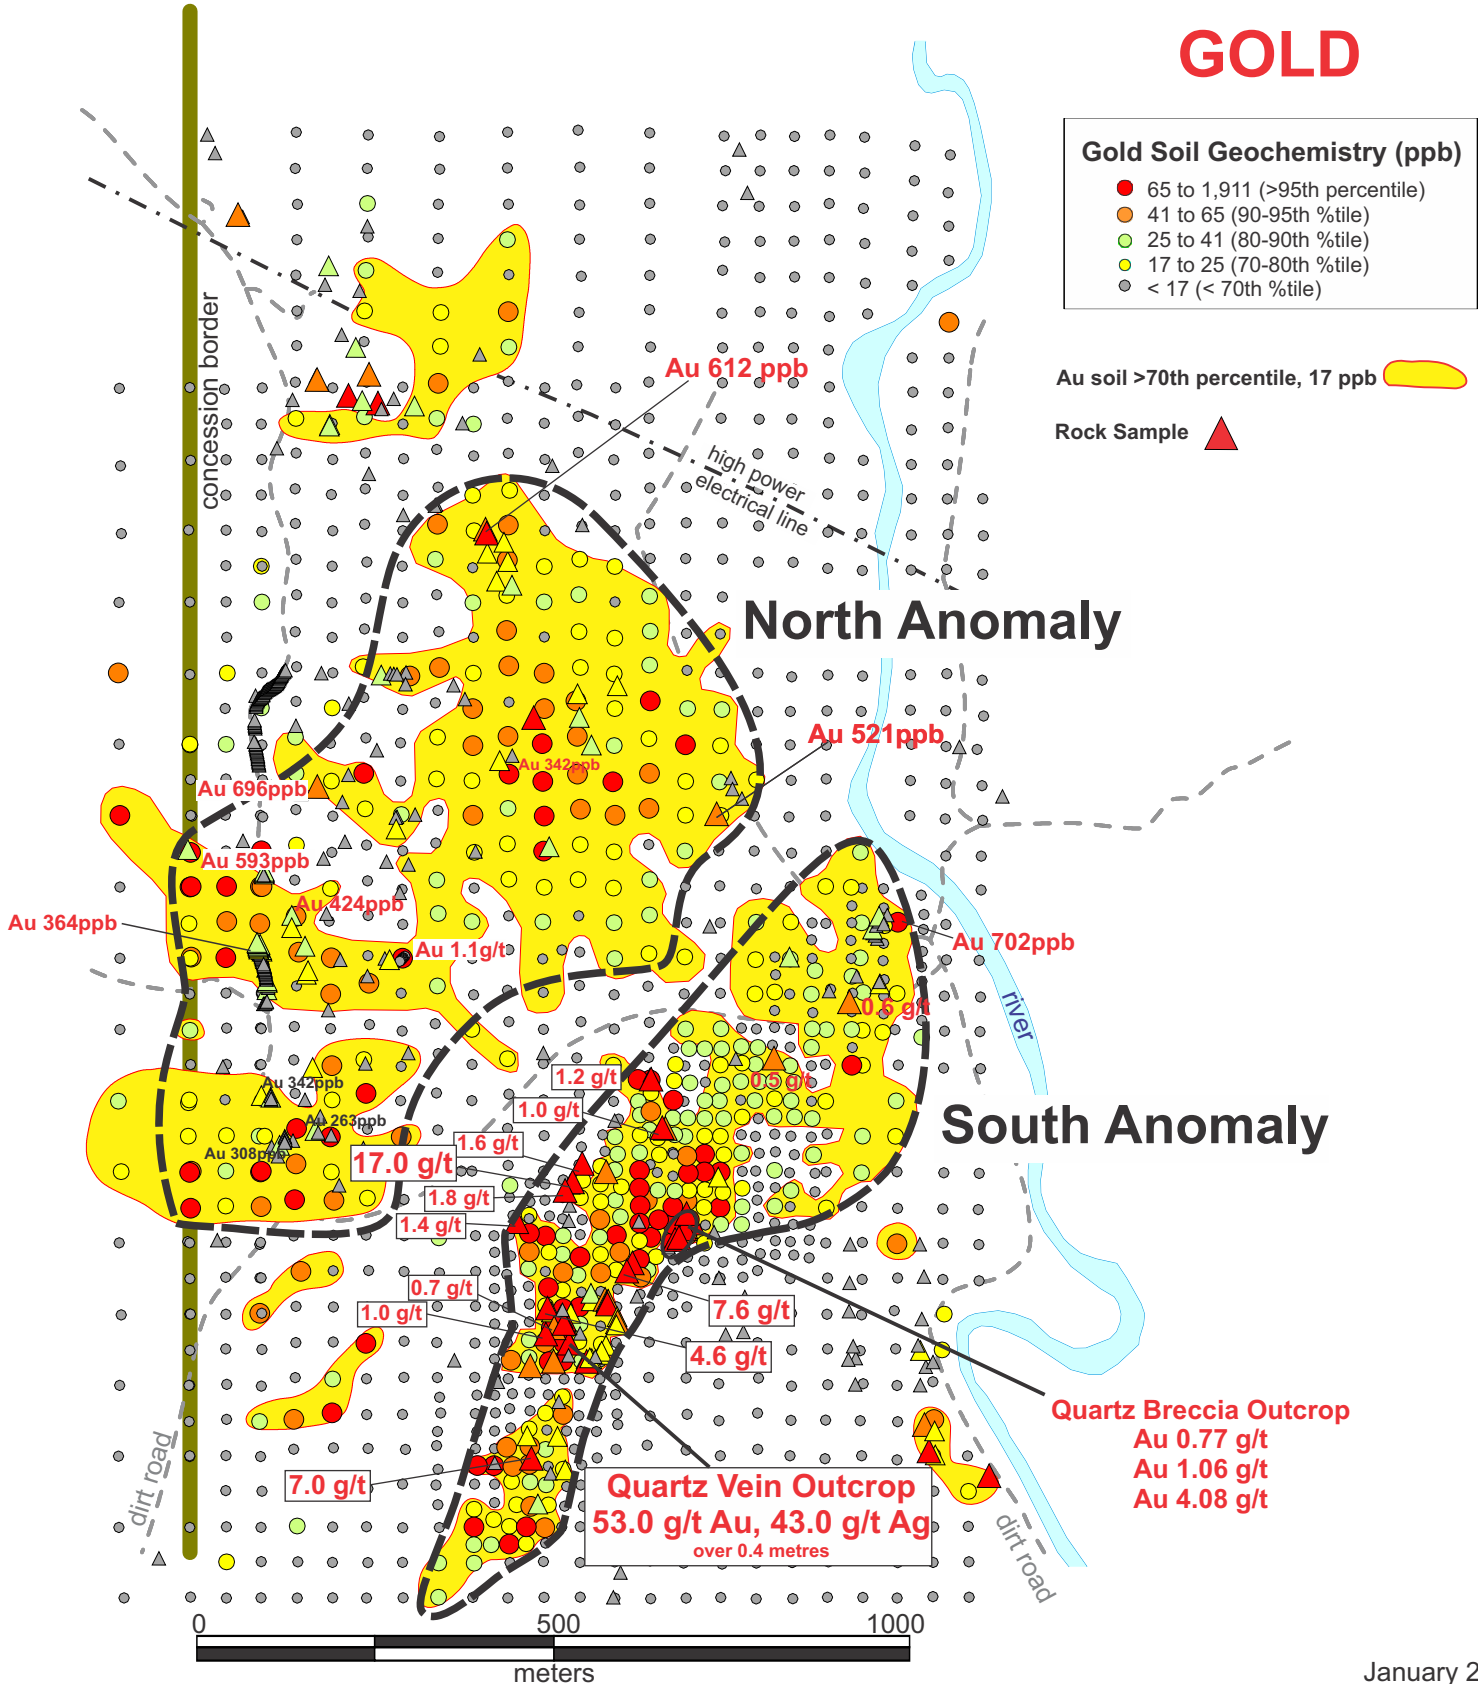 GOLD
Gold Soil Geochemistry (ppb)
65 to 1,911 (>95th percentile)
41 to 65 (90-95th %tile)
25 to 41 (80-90th %tile)
17 to 25 (70-80th %tile)
< 17 (< 70th %tile)
Au soil >70th percentile, 17 ppb
Rock Sample
concession border
Au 612 ppb
high power
electrical line
North Anomaly
Au 521ppb
Au 342ppb
Au 696ppb
Au 593ppb
Au 424ppb
Au 364ppb
Au 1.1g/t
Au 702ppb
0.6 g/t
river
1.2 g/t
0.5 g/t
Au 342ppb
1.0 g/t
South Anomaly
Au 263ppb
1.6 g/t
Au 308ppb
17.0 g/t
1.8 g/t
1.4 g/t
0.7 g/t
1.0 g/t
7.6 g/t
4.6 g/t
Quartz Breccia Outcrop
Au 0.77 g/t
Au 1.06 g/t
Au 4.08 g/t
dirt road
7.0 g/t
Quartz Vein Outcrop
53.0 g/t Au, 43.0 g/t Ag
over 0.4 metres
dirt road
0 500 1000
meters
January 2